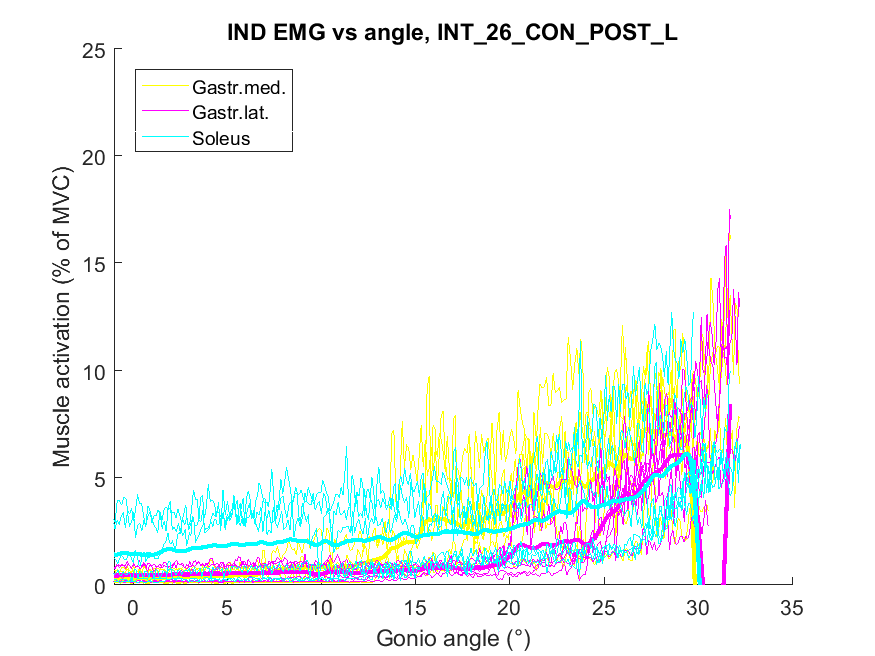 IND EMG vs angle, INT_26_CON_POST_L
25
20
15
10
5
0
Muscle activation (% of MVC)
Gastr.med.
Gastr.lat.
Soleus
0 5 10 15 20 25 30 35
Gonio angle (°)